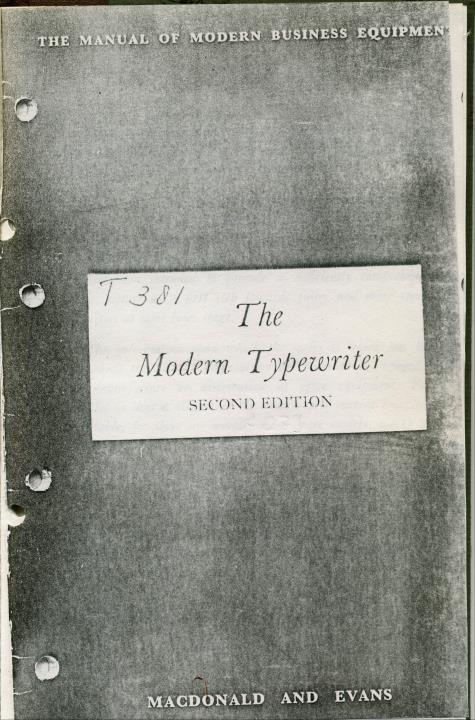 THE MANUAL OF MODERN BUSINESS EQUIPMENT
T 381
The
Modern Typewriter
SECOND EDITION
MACDONALD AND EVANS